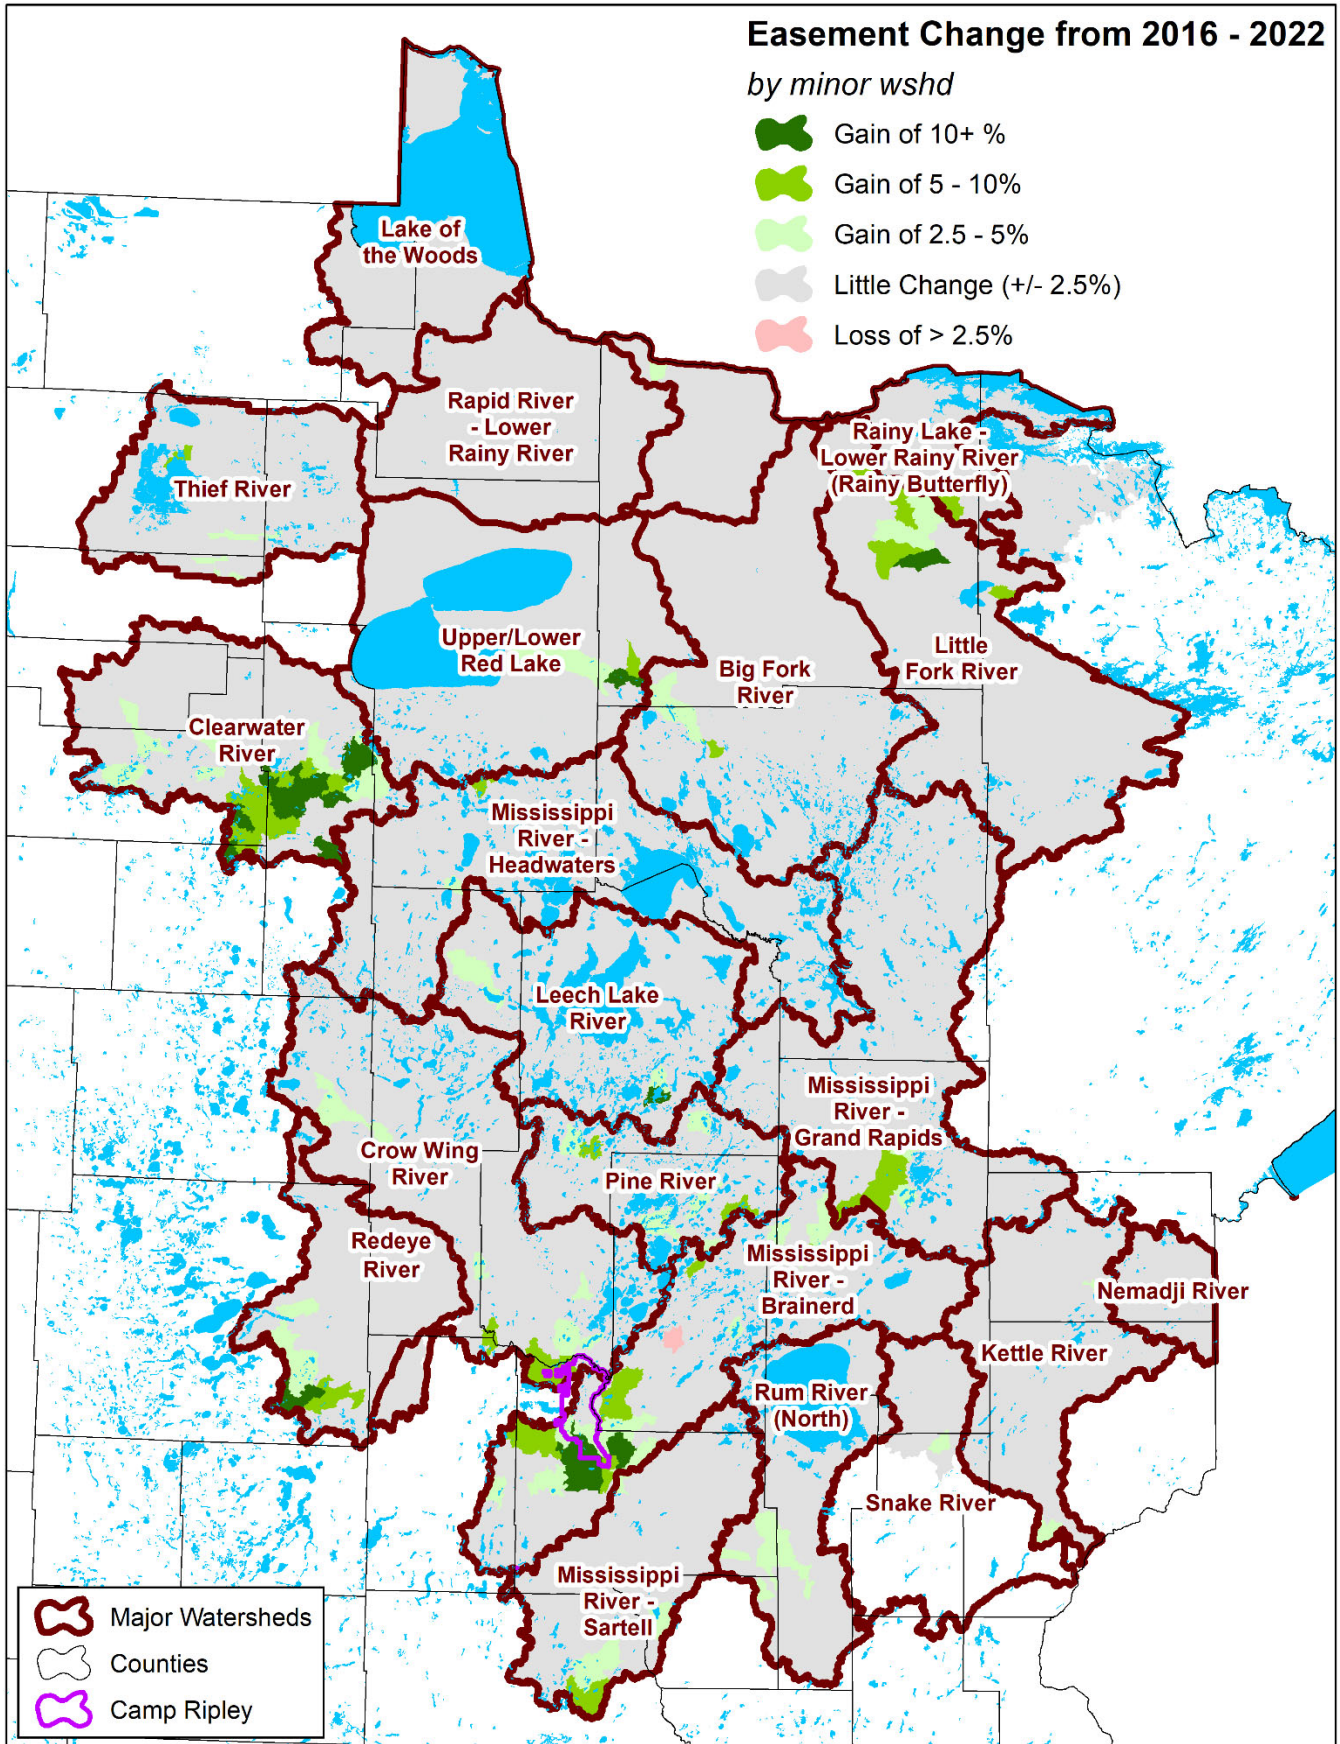 Easement Change from 2016 - 2022
by minor wshd
Gain of 10+ %
Gain of 5 - 10%
Gain of 2.5 - 5%
Little Change (+/- 2.5%)
Loss of > 2.5%
Lake of
the Woods
Rapid River
- Lower
Rainy River
Rainy Lake -
Lower Rainy River
(Rainy Butterfly)
Thief River
Upper/Lower
Red Lake
Big Fork
River
Little
Fork River
Clearwater
River
Mississippi
River -
Headwaters
Leech Lake
River
Mississippi
River -
Grand Rapids
Crow Wing
River
Pine River
Redeye
River
Mississippi
River -
Brainerd
Nemadji River
Kettle River
Rum River
(North)
Snake River
Mississippi
River -
Sartell
Major Watersheds
Counties
Camp Ripley